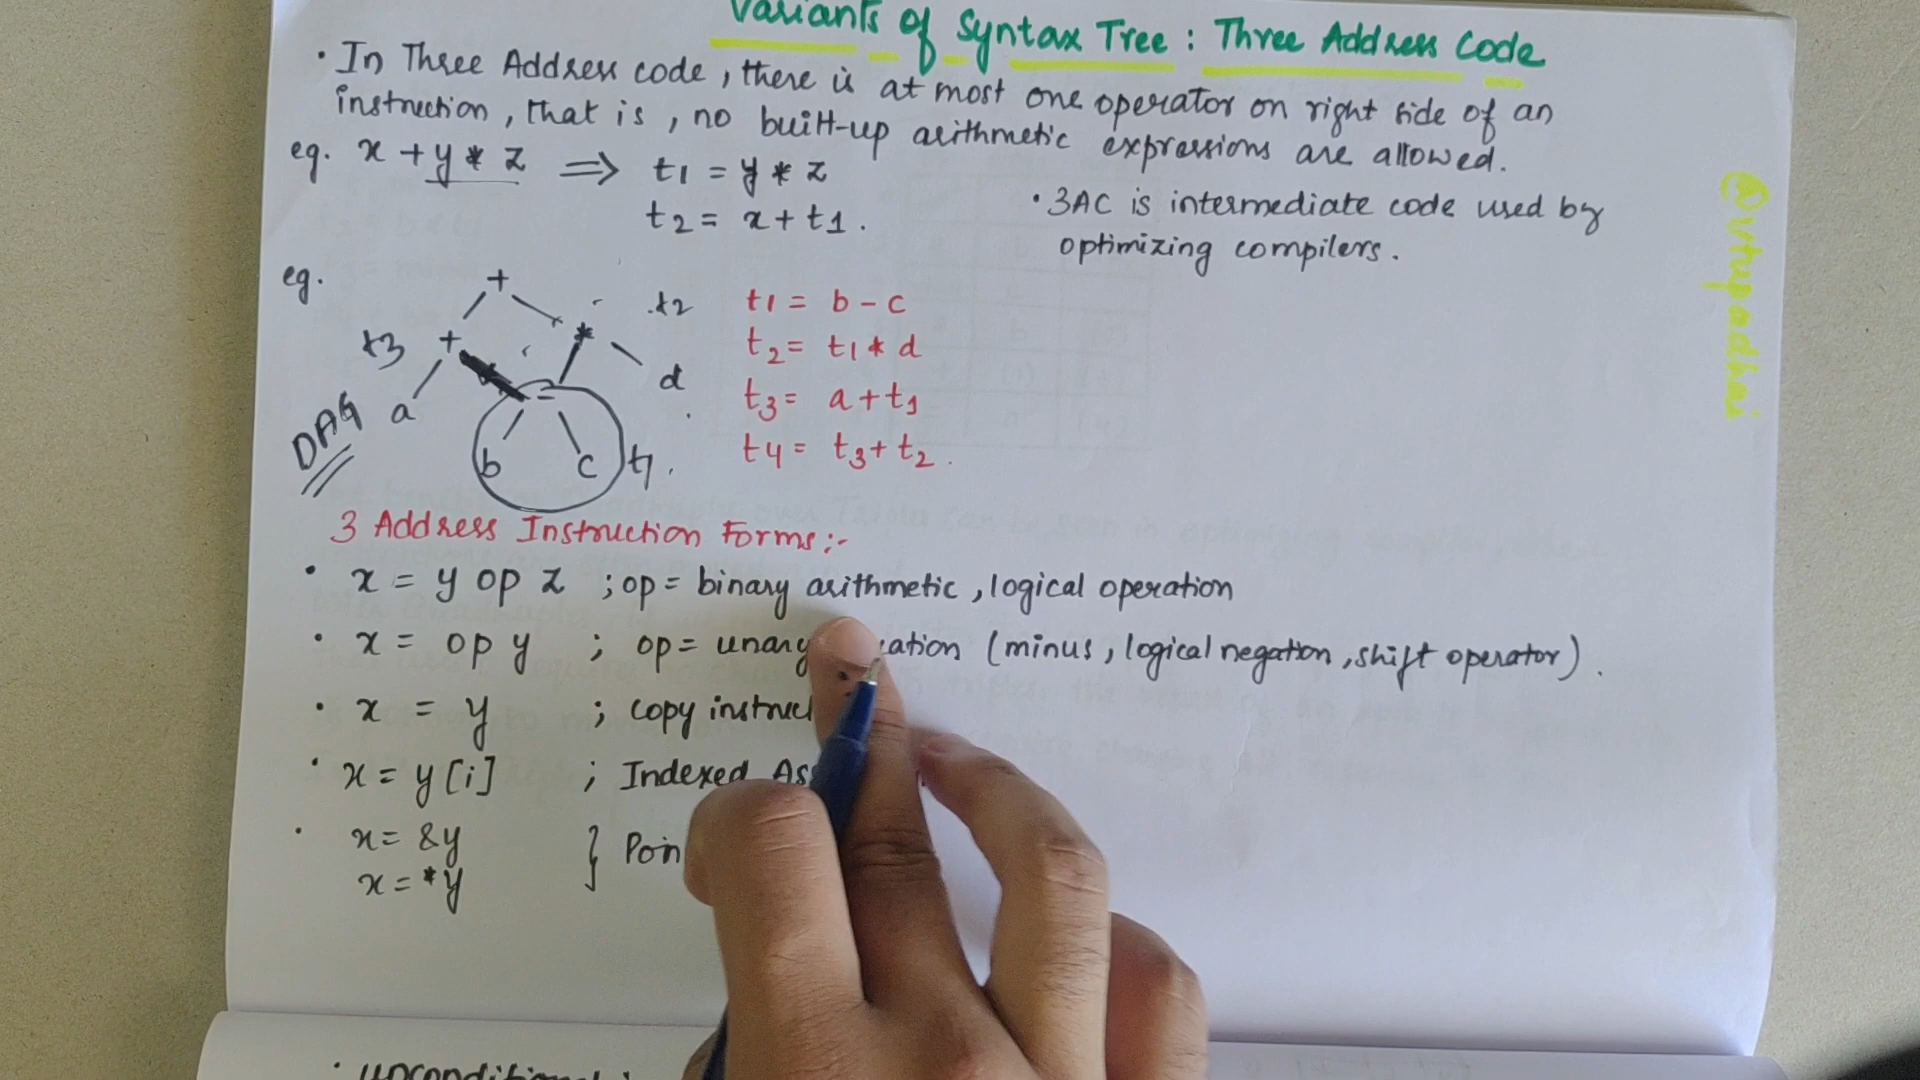 Variants of Syntax Tree : Three Address Code
• In Three Address code , there is at most one operator on right side of an
instruction , that is , no built-up arithmetic expressions are allowed.
eg. x + y * z ⇒ t1 = y * z
t2 = x + t1 .
• 3AC is intermediate code used by
optimizing compilers .
@vtupadhai
eg.
+
t3 + * t2
a - d
b c t1
DAG
t1 = b - c
t2 = t1 * d
t3 = a + t1
t4 = t3 + t2 .
3 Address Instruction Forms :-
• x = y op z ; op = binary arithmetic , logical operation
• x = op y ; op = unary (minus , logical negation , shift operator) .
• x = y ; copy
• x = y [i] ; Indexed
• x = &y
x = *y }